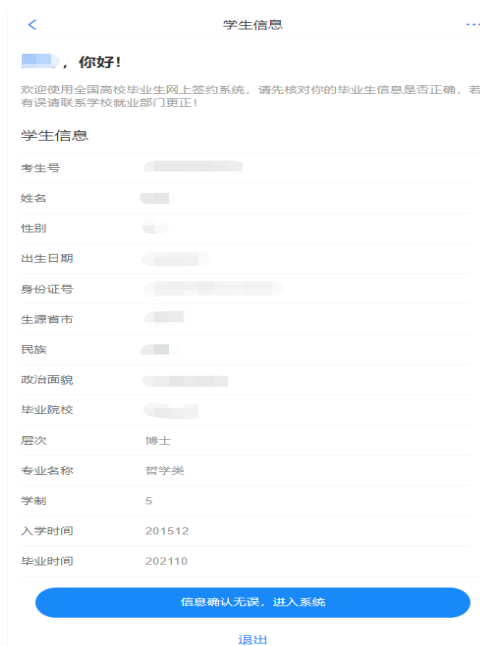 学生信息
，你好！
欢迎使用全国高校毕业生网上签约系统，请先核对你的毕业生信息是否正确，若
有误请联系学校就业部门更正！
学生信息
考生号
姓名
性别
出生日期
身份证号
生源省市
民族
政治面貌
毕业院校
层次 博士
专业名称 哲学类
学制 5
入学时间 201512
毕业时间 202110
信息确认无误，进入系统
退出